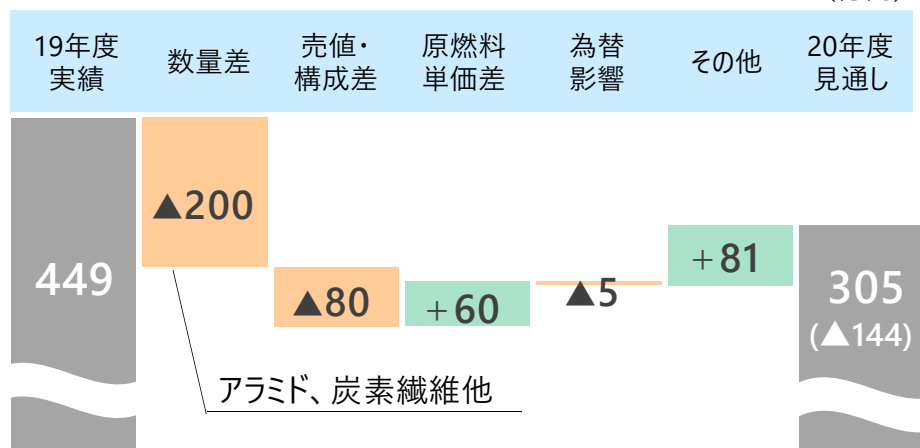 19年度
実績
数量差
売値・
構成差
原燃料
単価差
為替
影響
その他
20年度
見通し
449
▲200
▲80
+60
▲5
+81
305
(▲144)
アラミド、炭素繊維他